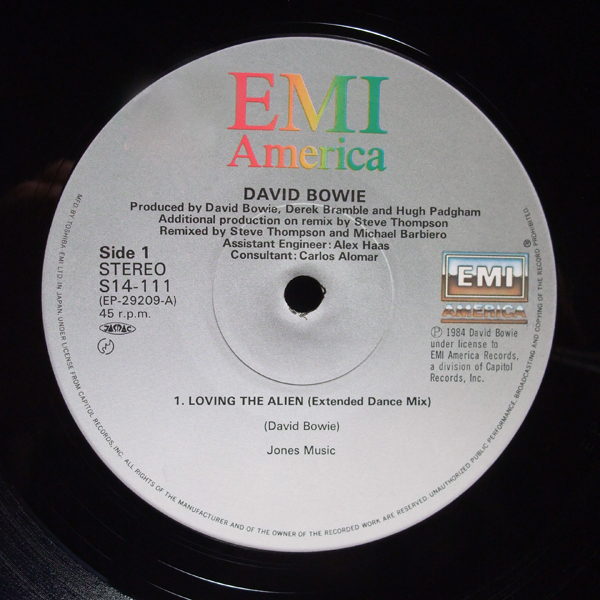 EMI
America
DAVID BOWIE
Produced by David Bowie, Derek Bramble and Hugh Padgham
Additional production on remix by Steve Thompson
Remixed by Steve Thompson and Michael Barbiero
Assistant Engineer: Alex Haas
Consultant: Carlos Alomar
Side 1
STEREO
S14-111
(EP-29209-A)
45 r.p.m.
JASRAC
EMI
AMERICA
Ⓟ 1984 David Bowie
under license to
EMI America Records,
a division of Capitol
Records, Inc.
1. LOVING THE ALIEN (Extended Dance Mix)
(David Bowie)
Jones Music
MF'D BY TOSHIBA EMI LTD. IN JAPAN. UNDER LICENSE FROM CAPITOL RECORDS, INC. ALL RIGHTS OF THE MANUFACTURER AND OF THE OWNER OF THE RECORDED WORK ARE RESERVED. UNAUTHORIZED PUBLIC PERFORMANCE, BROADCASTING AND COPYING OF THE RECORD PROHIBITED.
®